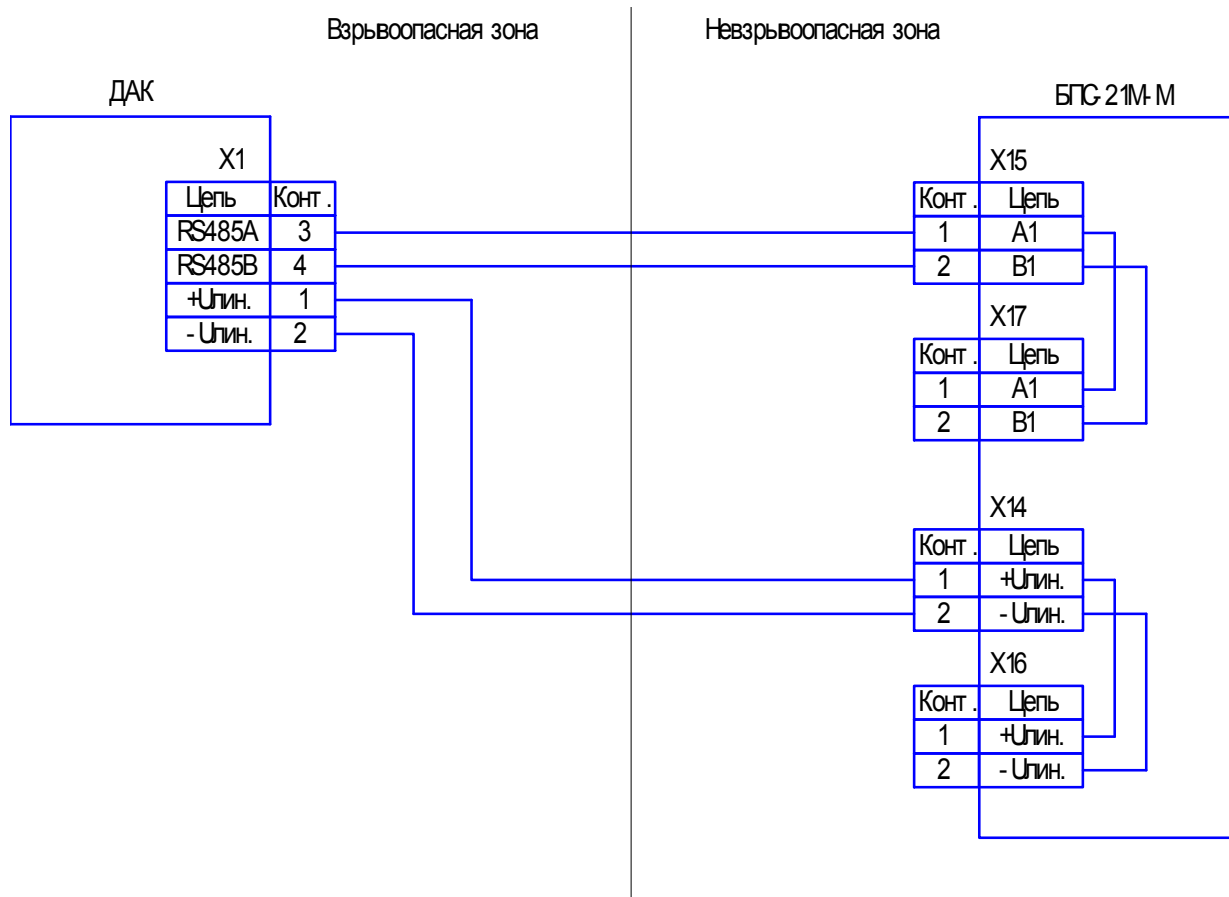 Взрывоопасная зона
Невзрывоопасная зона
ДАК
БПС-21М-М
X1
Цепь Конт.
RS485A 3
RS485B 4
+Uлин. 1
-Uлин. 2
X15
Конт. Цепь
1 A1
2 B1
X17
Конт. Цепь
1 A1
2 B1
X14
Конт. Цепь
1 +Uлин.
2 -Uлин.
X16
Конт. Цепь
1 +Uлин.
2 -Uлин.